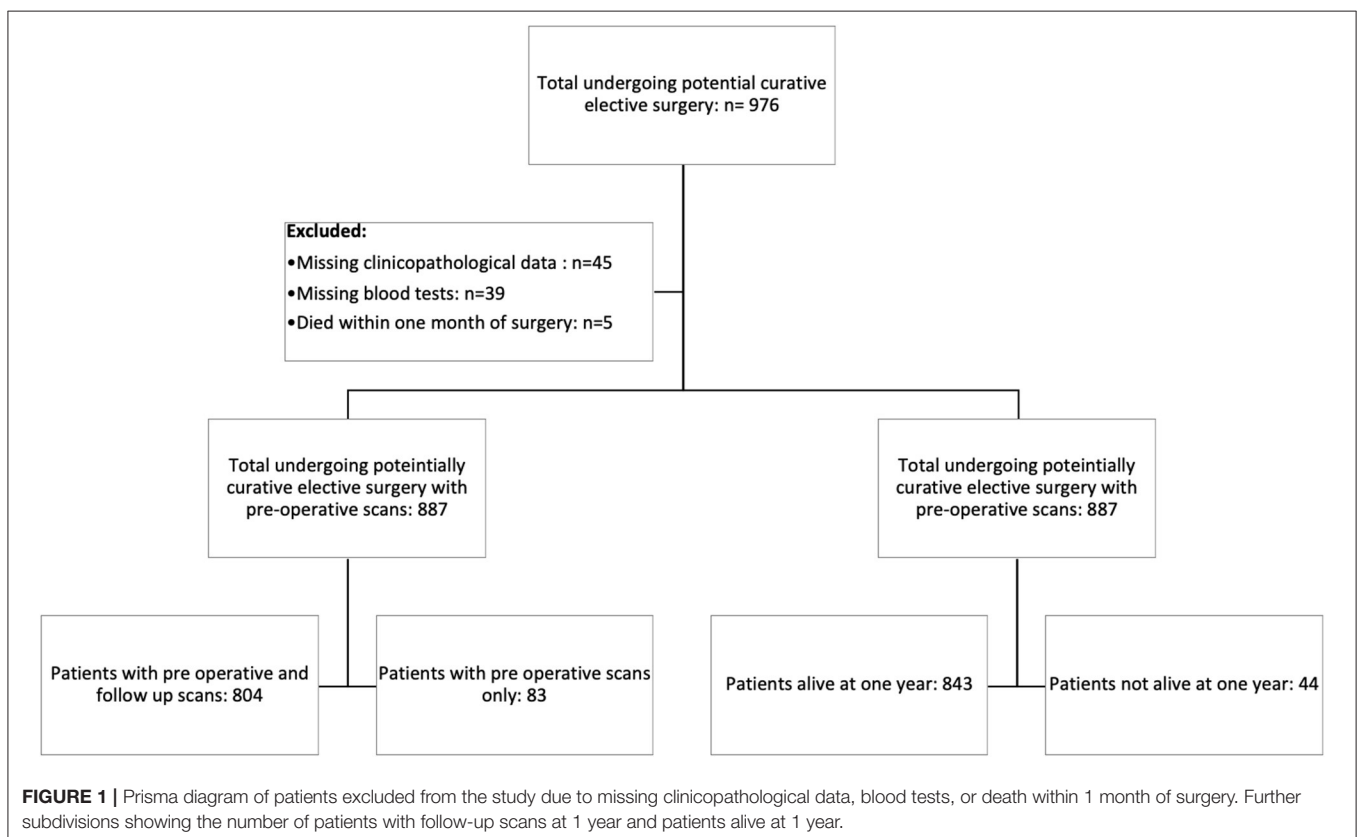 Total undergoing potential curative
elective surgery: n= 976
Excluded:
•Missing clinicopathological data : n=45
•Missing blood tests: n=39
•Died within one month of surgery: n=5
Total undergoing poteintially
curative elective surgery with
pre-operative scans: 887
Total undergoing poteintially
curative elective surgery with
pre-operative scans: 887
Patients with pre operative and
follow up scans: 804
Patients with pre operative scans
only: 83
Patients alive at one year: 843
Patients not alive at one year: 44
FIGURE 1 | Prisma diagram of patients excluded from the study due to missing clinicopathological data, blood tests, or death within 1 month of surgery. Further
subdivisions showing the number of patients with follow-up scans at 1 year and patients alive at 1 year.